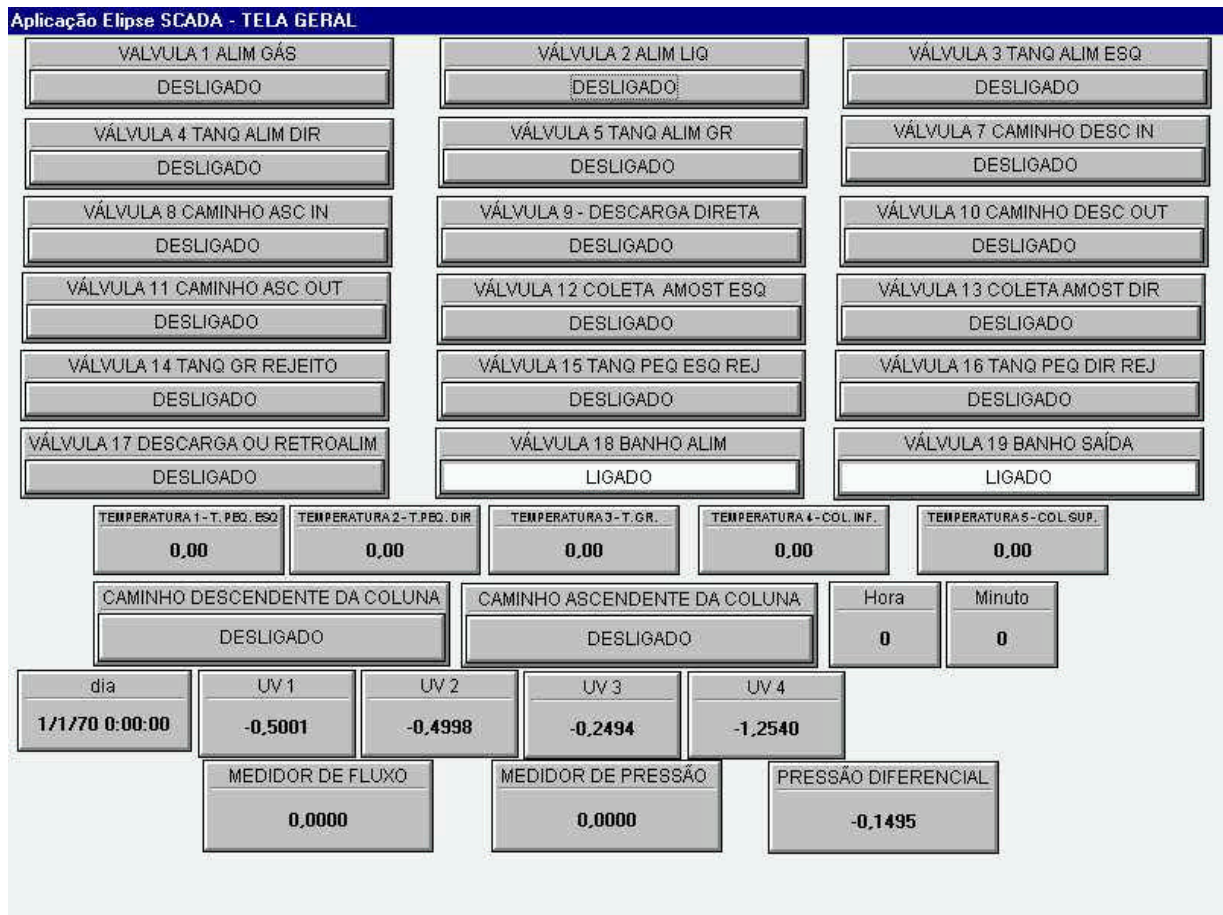 Aplicação Elipse SCADA - TELA GERAL
VALVULA 1 ALIM GÁS
DESLIGADO
VÁLVULA 2 ALIM LIQ
DESLIGADO
VÁLVULA 3 TANQ ALIM ESQ
DESLIGADO
VÁLVULA 4 TANQ ALIM DIR
DESLIGADO
VÁLVULA 5 TANQ ALIM GR
DESLIGADO
VÁLVULA 7 CAMINHO DESC IN
DESLIGADO
VÁLVULA 8 CAMINHO ASC IN
DESLIGADO
VÁLVULA 9 - DESCARGA DIRETA
DESLIGADO
VÁLVULA 10 CAMINHO DESC OUT
DESLIGADO
VÁLVULA 11 CAMINHO ASC OUT
DESLIGADO
VÁLVULA 12 COLETA AMOST ESQ
DESLIGADO
VÁLVULA 13 COLETA AMOST DIR
DESLIGADO
VÁLVULA 14 TANQ GR REJEITO
DESLIGADO
VÁLVULA 15 TANQ PEQ ESQ REJ
DESLIGADO
VÁLVULA 16 TANQ PEQ DIR REJ
DESLIGADO
VÁLVULA 17 DESCARGA OU RETROALIM
DESLIGADO
VÁLVULA 18 BANHO ALIM
LIGADO
VÁLVULA 19 BANHO SAÍDA
LIGADO
TEMPERATURA 1 - T. PEQ. ESQ
0,00
TEMPERATURA 2 - T.PEQ. DIR
0,00
TEMPERATURA 3 - T. GR.
0,00
TEMPERATURA 4 - COL. INF.
0,00
TEMPERATURA 5 - COL. SUP.
0,00
CAMINHO DESCENDENTE DA COLUNA
DESLIGADO
CAMINHO ASCENDENTE DA COLUNA
DESLIGADO
Hora
0
Minuto
0
dia
1/1/70 0:00:00
UV 1
-0,5001
UV 2
-0,4998
UV 3
-0,2494
UV 4
-1,2540
MEDIDOR DE FLUXO
0,0000
MEDIDOR DE PRESSÃO
0,0000
PRESSÃO DIFERENCIAL
-0,1495